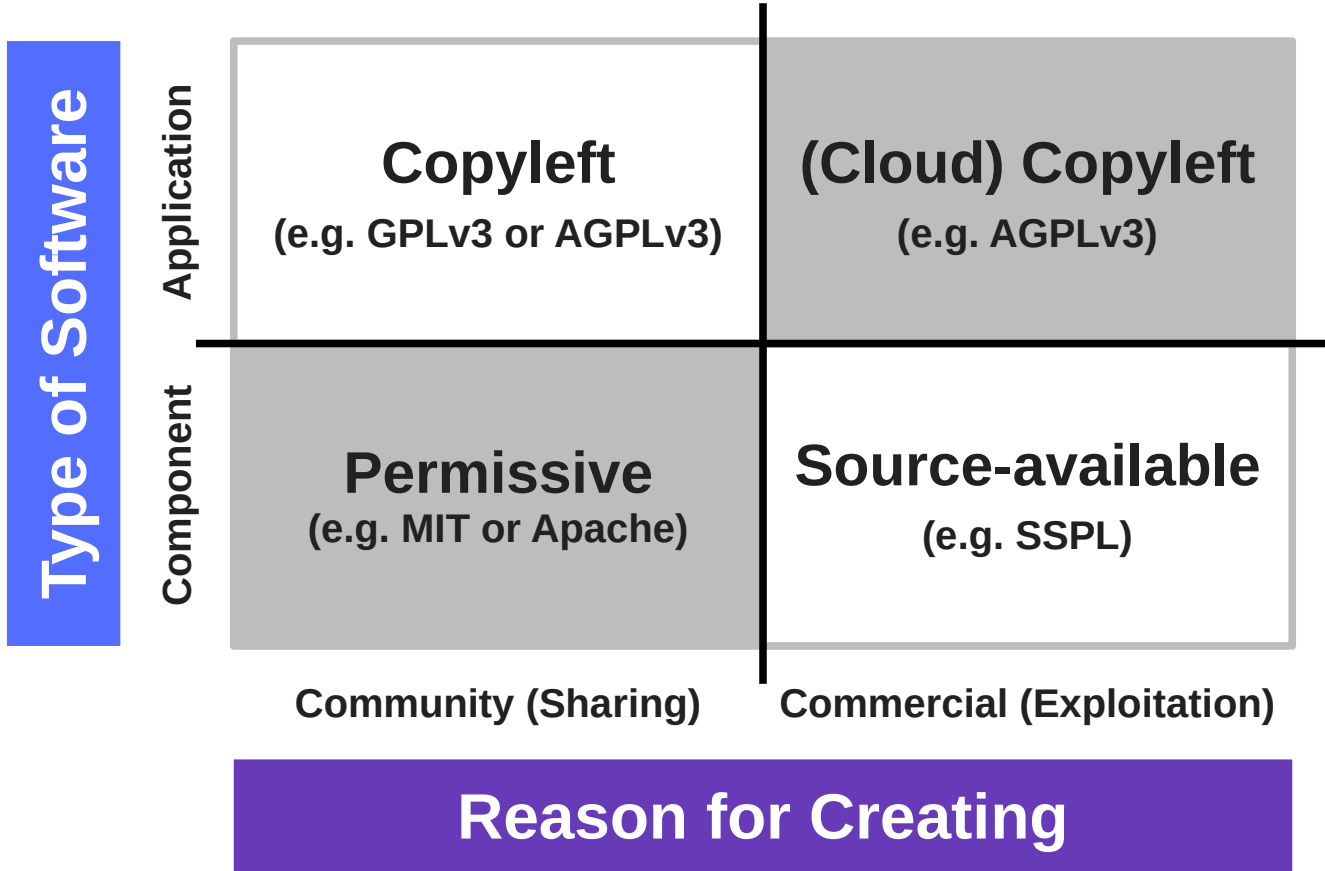 Type of Software
Application
Copyleft
(e.g. GPLv3 or AGPLv3)
(Cloud) Copyleft
(e.g. AGPLv3)
Component
Permissive
(e.g. MIT or Apache)
Source-available
(e.g. SSPL)
Community (Sharing)
Commercial (Exploitation)
Reason for Creating